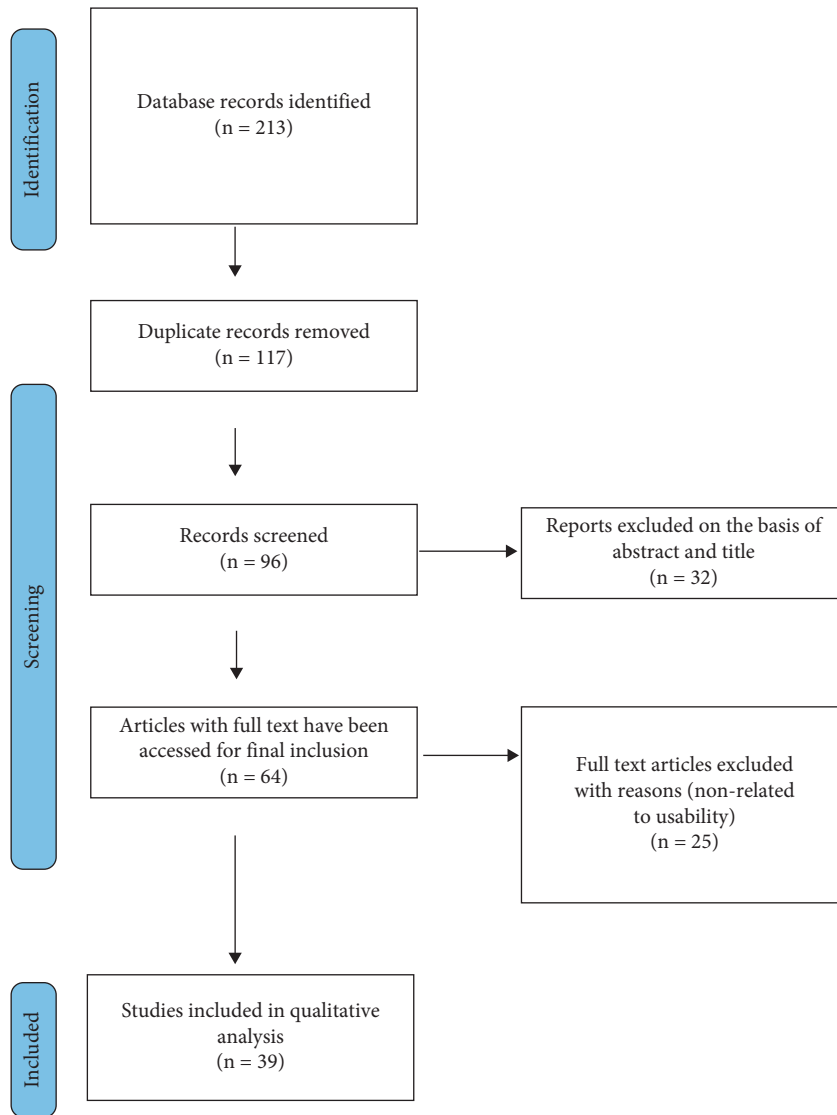 Identification
Database records identified
(n = 213)
Duplicate records removed
(n = 117)
Screening
Records screened
(n = 96)
Reports excluded on the basis of
abstract and title
(n = 32)
Articles with full text have been
accessed for final inclusion
(n = 64)
Full text articles excluded
with reasons (non-related
to usability)
(n = 25)
Included
Studies included in qualitative
analysis
(n = 39)